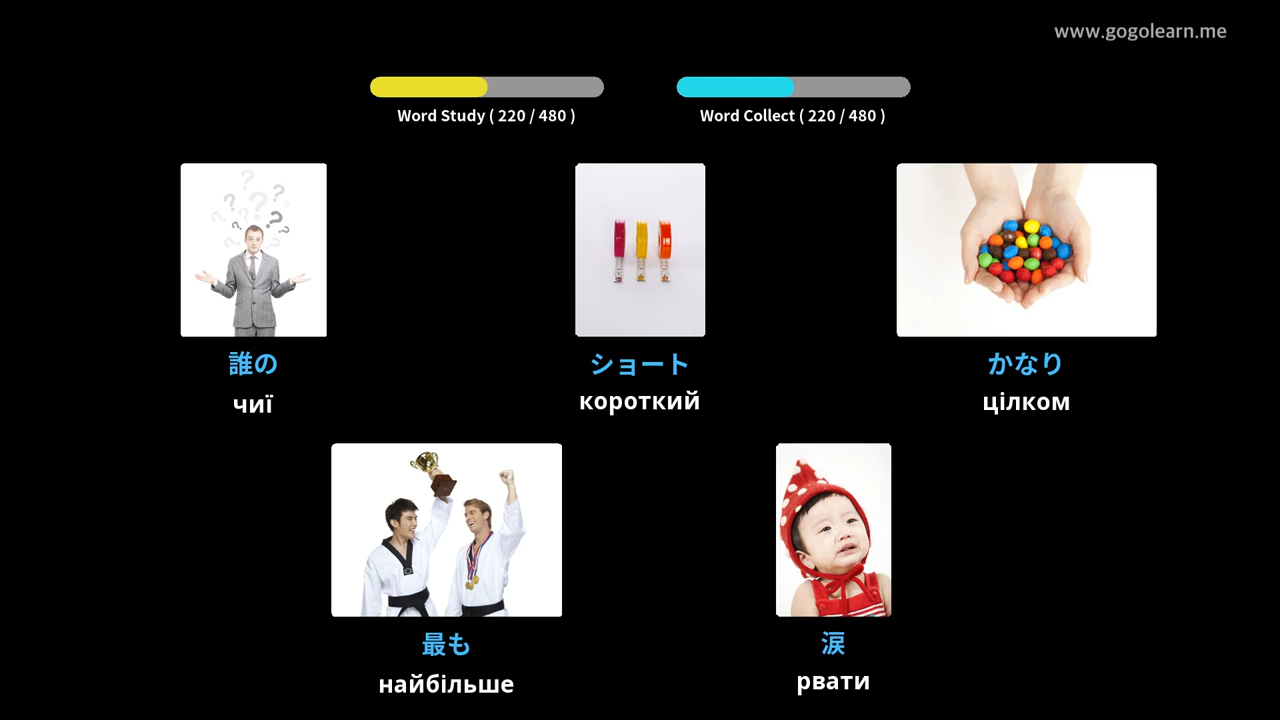 www.gogolearn.me
Word Study ( 220 / 480 )
Word Collect ( 220 / 480 )
誰の
чиї
ショート
короткий
かなり
цілком
最も
найбільше
涙
рвати